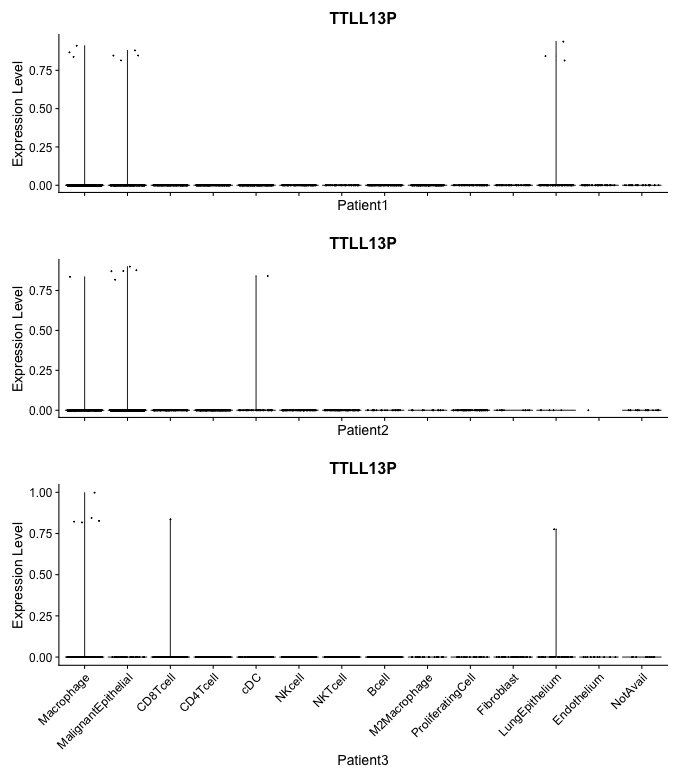 TTLL13P
Expression Level
0.75
0.50
0.25
0.00
Patient1
TTLL13P
Expression Level
0.75
0.50
0.25
0.00
Patient2
TTLL13P
Expression Level
1.00
0.75
0.50
0.25
0.00
Macrophage
MalignantEpithelial
CD8Tcell
CD4Tcell
cDC
NKcell
NKTcell
Bcell
M2Macrophage
ProliferatingCell
Fibroblast
LungEpithelium
Endothelium
NotAvail
Patient3